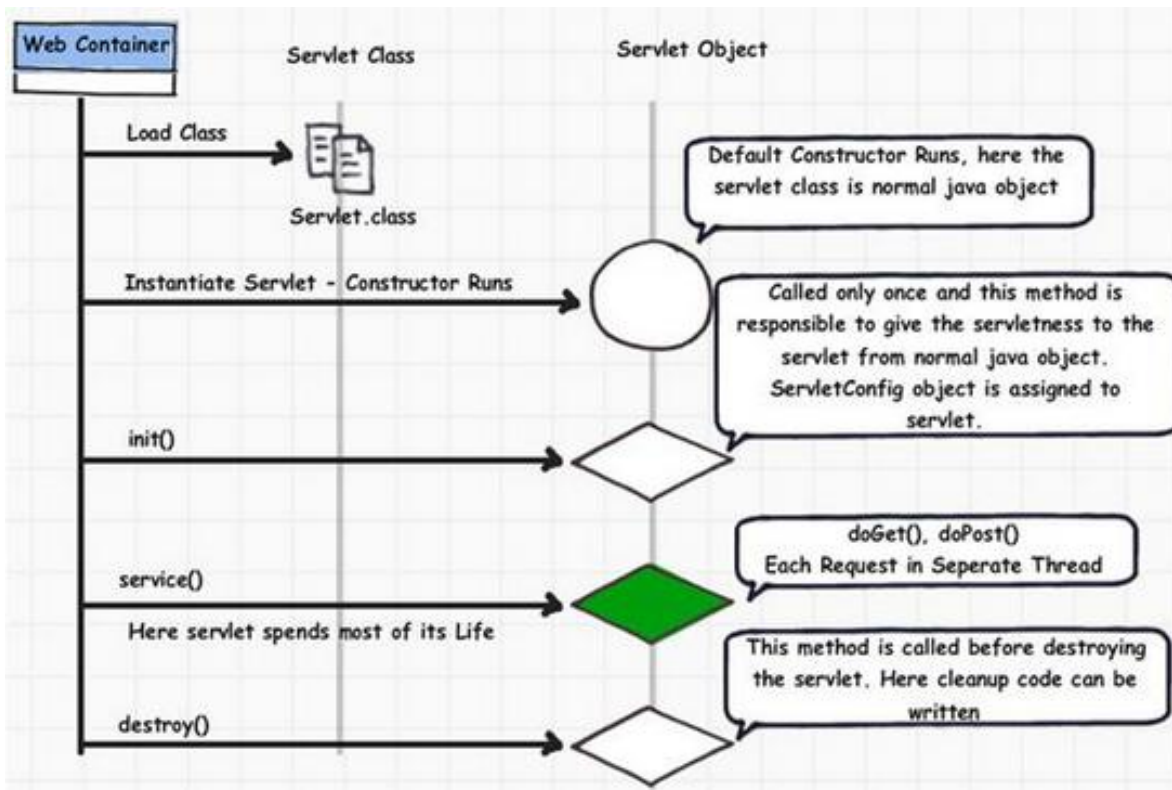 Web Container
Servlet Class
Servlet Object
Load Class
Servlet.class
Default Constructor Runs, here the
servlet class is normal java object
Instantiate Servlet - Constructor Runs
Called only once and this method is
responsible to give the servletness to the
servlet from normal java object.
ServletConfig object is assigned to
servlet.
init()
doGet(), doPost()
Each Request in Seperate Thread
service()
Here servlet spends most of its Life
This method is called before destroying
the servlet. Here cleanup code can be
written
destroy()